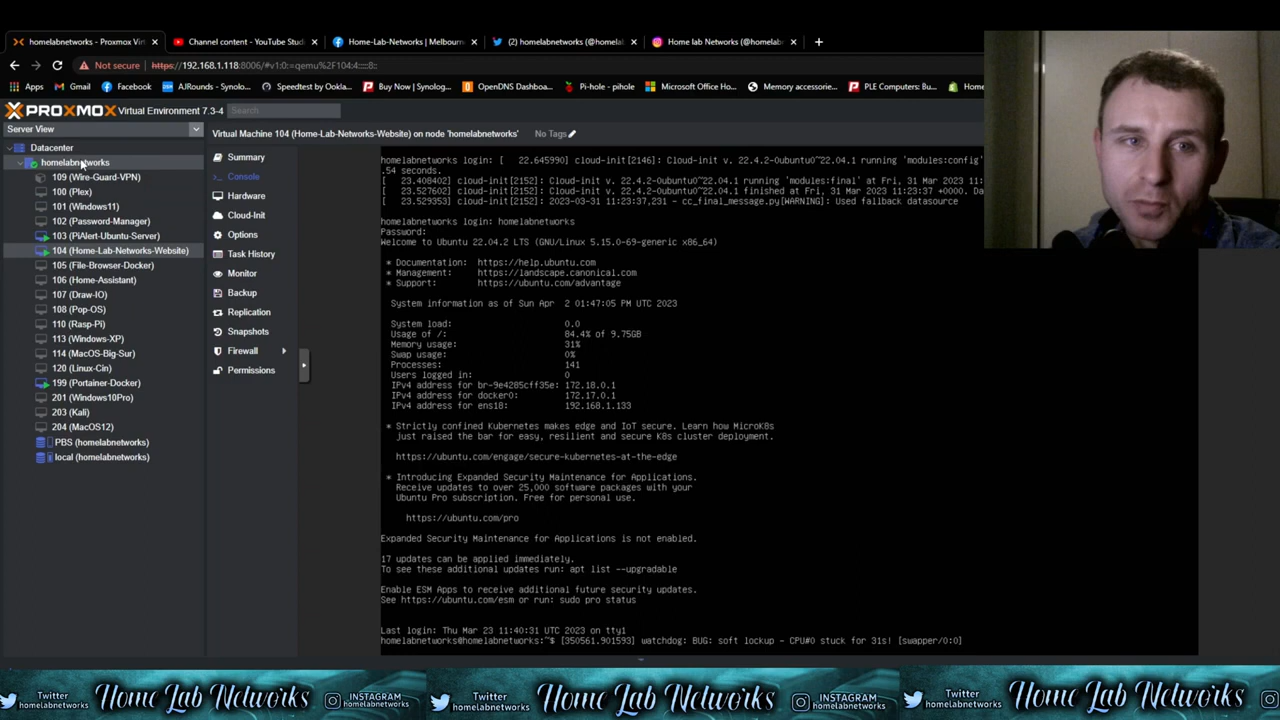 homelabnetworks - Proxmox Vir
Channel content - YouTube Stud
Home-Lab-Networks | Melbourn
(2) homelabnetworks (@homela
Home lab Networks (@homelab
Not secure
https://192.168.1.118:8006/#v1:0:=qemu%2F104:4:::::8::
Apps
Gmail
Facebook
AJRounds - Synolo...
Speedtest by Ookla...
Buy Now | Synolog...
OpenDNS Dashboa...
Pi-hole - pihole
Microsoft Office Ho...
Memory accessorie...
PLE Computers: Bu...
Home
PROXMOX Virtual Environment 7.3-4
Search
Server View
Virtual Machine 104 (Home-Lab-Networks-Website) on node 'homelabnetworks'
No Tags
Datacenter
homelabnetworks
109 (Wire-Guard-VPN)
100 (Plex)
101 (Windows11)
102 (Password-Manager)
103 (PiAlert-Ubuntu-Server)
104 (Home-Lab-Networks-Website)
105 (File-Browser-Docker)
106 (Home-Assistant)
107 (Draw-IO)
108 (Pop-OS)
110 (Rasp-Pi)
113 (Windows-XP)
114 (MacOS-Big-Sur)
120 (Linux-Cin)
199 (Portainer-Docker)
201 (Windows10Pro)
203 (Kali)
204 (MacOS12)
PBS (homelabnetworks)
local (homelabnetworks)
Summary
Console
Hardware
Cloud-Init
Options
Task History
Monitor
Backup
Replication
Snapshots
Firewall
Permissions
homelabnetworks login: [   22.645990] cloud-init[2146]: Cloud-init v. 22.4.2-0ubuntu0~22.04.1 running 'modules:config'
.54 seconds.
[   23.408402] cloud-init[2152]: Cloud-init v. 22.4.2-0ubuntu0~22.04.1 running 'modules:final' at Fri, 31 Mar 2023
[   23.527602] cloud-init[2152]: Cloud-init v. 22.4.2-0ubuntu0~22.04.1 finished at Fri, 31 Mar 2023 11:23:37 +0000. Da
[   23.529353] cloud-init[2152]: 2023-03-31 11:23:37,231 - cc_final_message.py[WARNING]: Used fallback datasource
homelabnetworks login: homelabnetworks
Password:
Welcome to Ubuntu 22.04.2 LTS (GNU/Linux 5.15.0-69-generic x86_64)
* Documentation:  https://help.ubuntu.com
* Management:     https://landscape.canonical.com
* Support:        https://ubuntu.com/advantage
System information as of Sun Apr  2 01:47:05 PM UTC 2023
System load:                      0.0
Usage of /:                       84.4% of 9.75GB
Memory usage:                     31%
Swap usage:                       0%
Processes:                        141
Users logged in:                  0
IPv4 address for br-9e4285cff35e: 172.18.0.1
IPv4 address for docker0:         172.17.0.1
IPv4 address for ens18:           192.168.1.133
* Strictly confined Kubernetes makes edge and IoT secure. Learn how MicroK8s
just raised the bar for easy, resilient and secure K8s cluster deployment.
https://ubuntu.com/engage/secure-kubernetes-at-the-edge
* Introducing Expanded Security Maintenance for Applications.
Receive updates to over 25,000 software packages with your
Ubuntu Pro subscription. Free for personal use.
https://ubuntu.com/pro
Expanded Security Maintenance for Applications is not enabled.
17 updates can be applied immediately.
To see these additional updates run: apt list --upgradable
Enable ESM Apps to receive additional future security updates.
See https://ubuntu.com/esm or run: sudo pro status
Last login: Thu Mar 23 11:40:31 UTC 2023 on tty1
homelabnetworks@homelabnetworks:~$ [350561.901593] watchdog: BUG: soft lockup - CPU#0 stuck for 31s! [swapper/0:0]
Twitter
homelabnetworks
Home Lab Networks
INSTAGRAM
homelabnetworks
Twitter
homelabnetworks
Home Lab Networks
INSTAGRAM
homelabnetworks
Twitter
homelabnetworks
Home Lab Networks